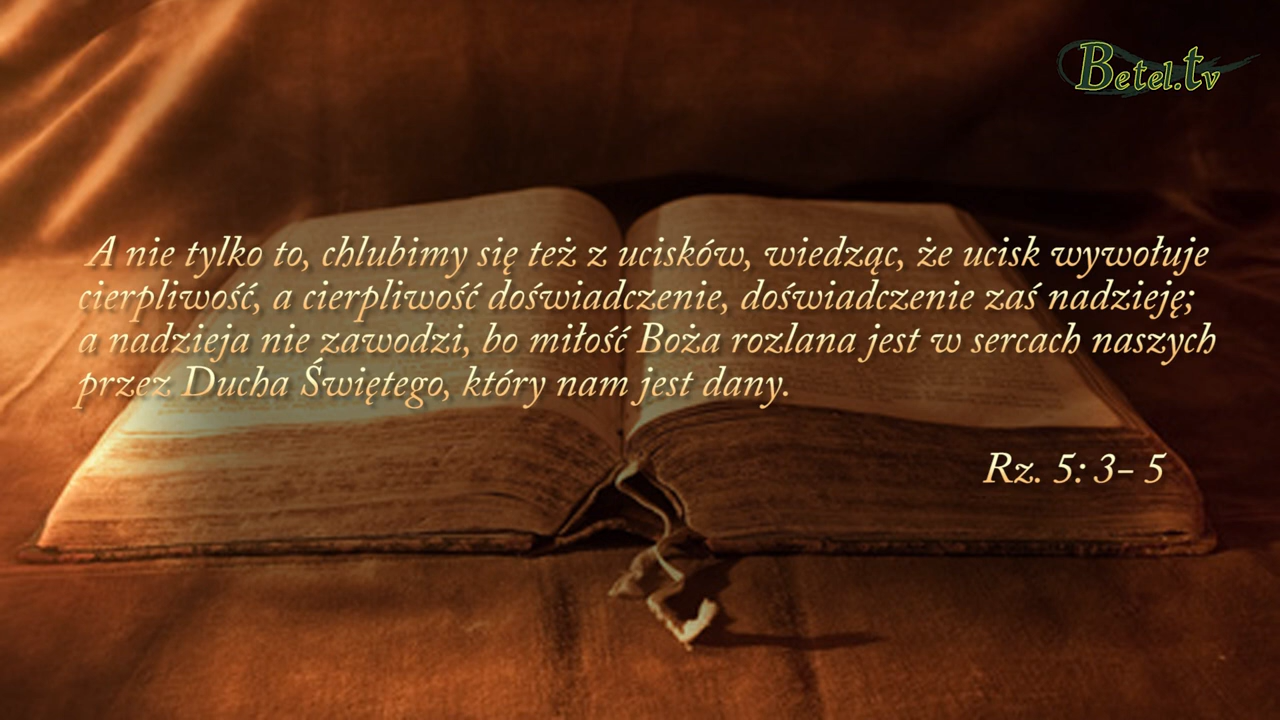 Betel.tv
A nie tylko to, chlubimy się też z ucisków, wiedząc, że ucisk wywołuje
cierpliwość, a cierpliwość doświadczenie, doświadczenie zaś nadzieję;
a nadzieja nie zawodzi, bo miłość Boża rozlana jest w sercach naszych
przez Ducha Świętego, który nam jest dany.
Rz. 5: 3- 5